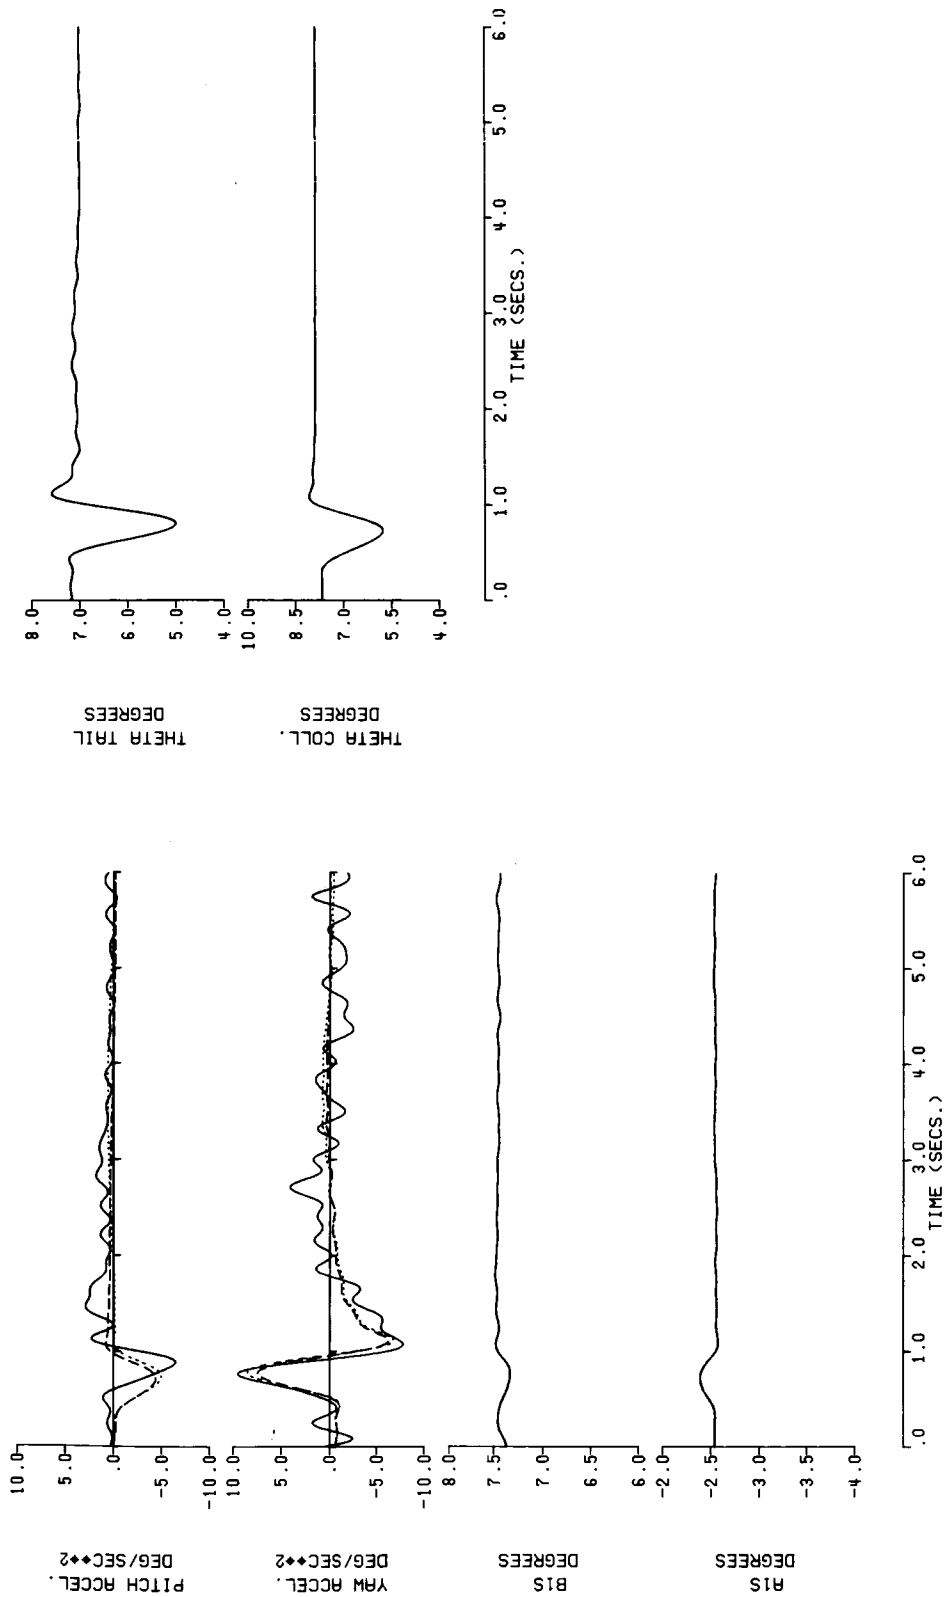 PITCH ACCEL.
DEG/SEC◆◆2
10.0
5.0
.0
-5.0
-10.0
YAW ACCEL.
DEG/SEC◆◆2
10.0
5.0
.0
-5.0
-10.0
B1S
DEGREES
8.0
7.5
7.0
6.5
6.0
A1S
DEGREES
-2.0
-2.5
-3.0
-3.5
-4.0
.0 1.0 2.0 3.0 4.0 5.0 6.0
TIME (SECS.)
THETA TAIL
DEGREES
8.0
7.0
6.0
5.0
4.0
THETA COLL.
DEGREES
10.0
8.5
7.0
5.5
4.0
.0 1.0 2.0 3.0 4.0 5.0 6.0
TIME (SECS.)